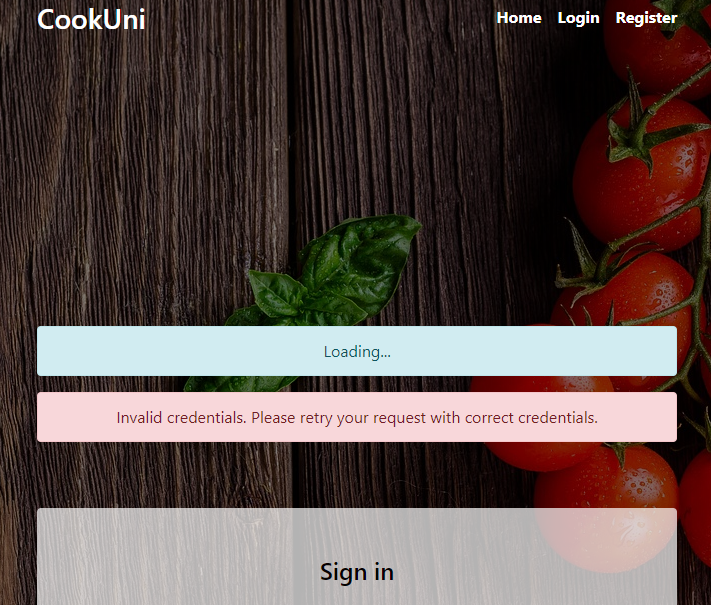 CookUni
Home Login Register
Loading...
Invalid credentials. Please retry your request with correct credentials.
Sign in